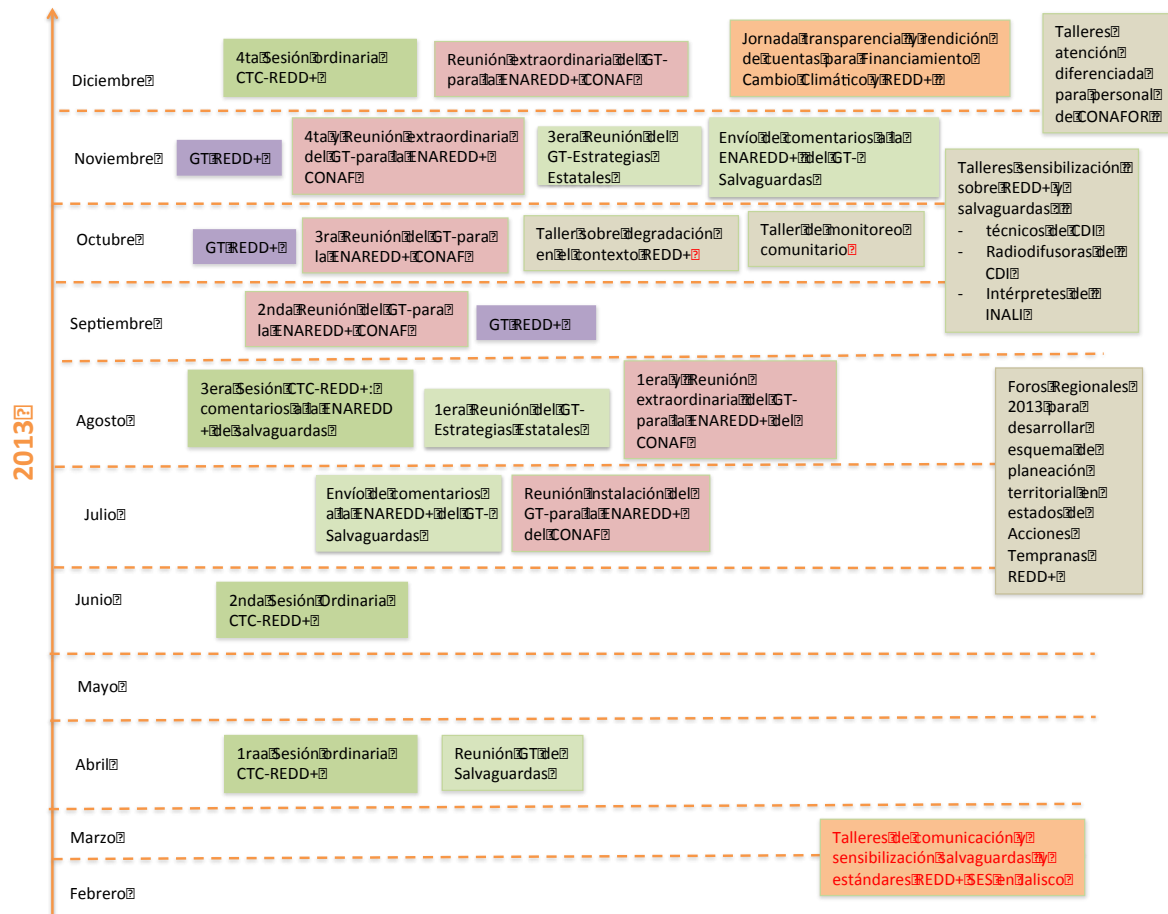 Diciembre
4ta Sesión ordinaria
CTC-REDD+
Reunión extraordinaria del GT-
para la ENAREDD+ CONAF
Jornada transparencia y rendición
de cuentas para Financiamiento
Cambio Climático y REDD+
Talleres
atención
diferenciada
para personal
de CONAFOR
Noviembre
GT REDD+
4ta y Reunión extraordinaria
del GT-para la ENAREDD+
CONAF
3era Reunión del
GT-Estrategias
Estatales
Envío de comentarios a la
ENAREDD+ del GT-
Salvaguardas
Talleres sensibilización
sobre REDD+ y
salvaguardas
- técnicos de CDI
- Radiodifusoras de
CDI
- Intérpretes de
INALI
Octubre
GT REDD+
3ra Reunión del GT-para
la ENAREDD+ CONAF
Taller sobre degradación
en el contexto REDD+
Taller de monitoreo
comunitario
Septiembre
2nda Reunión del GT-para
la ENAREDD+ CONAF
GT REDD+
2013
Agosto
3era Sesión CTC-REDD+:
comentarios a la ENAREDD
+ de salvaguardas
1era Reunión del GT-
Estrategias Estatales
1era y Reunión
extraordinaria del GT-
para la ENAREDD+ del
CONAF
Foros Regionales
2013 para
desarrollar
esquema de
planeación
territorial en
estados de
Acciones
Tempranas
REDD+
Julio
Envío de comentarios
a la ENAREDD+ del GT-
Salvaguardas
Reunión Instalación del
GT-para la ENAREDD+
del CONAF
Junio
2nda Sesión Ordinaria
CTC-REDD+
Mayo
Abril
1raa Sesión ordinaria
CTC-REDD+
Reunión GT de
Salvaguardas
Marzo
Talleres de comunicación y
sensibilización salvaguardas y
estándares REDD+ SES en Jalisco
Febrero